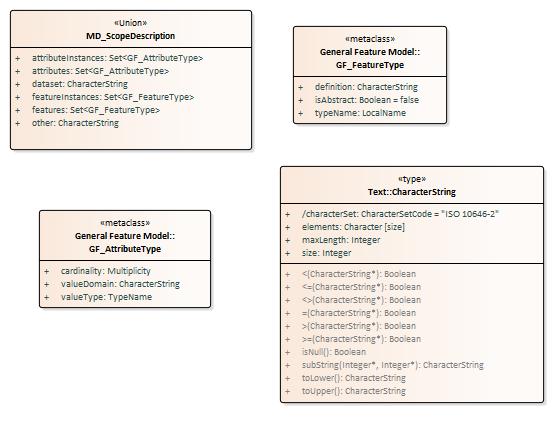 «Union»
MD_ScopeDescription
+ attributeInstances: Set<GF_AttributeType>
+ attributes: Set<GF_AttributeType>
+ dataset: CharacterString
+ featureInstances: Set<GF_FeatureType>
+ features: Set<GF_FeatureType>
+ other: CharacterString
«metaclass»
General Feature Model::
GF_FeatureType
+ definition: CharacterString
+ isAbstract: Boolean = false
+ typeName: LocalName
«metaclass»
General Feature Model::
GF_AttributeType
+ cardinality: Multiplicity
+ valueDomain: CharacterString
+ valueType: TypeName
«type»
Text::CharacterString
+ /characterSet: CharacterSetCode = "ISO 10646-2"
+ elements: Character [size]
+ maxLength: Integer
+ size: Integer
+ <(CharacterString*): Boolean
+ <=(CharacterString*): Boolean
+ <>(CharacterString*): Boolean
+ =(CharacterString*): Boolean
+ >(CharacterString*): Boolean
+ >=(CharacterString*): Boolean
+ isNull(): Boolean
+ subString(Integer*, Integer*): CharacterString
+ toLower(): CharacterString
+ toUpper(): CharacterString